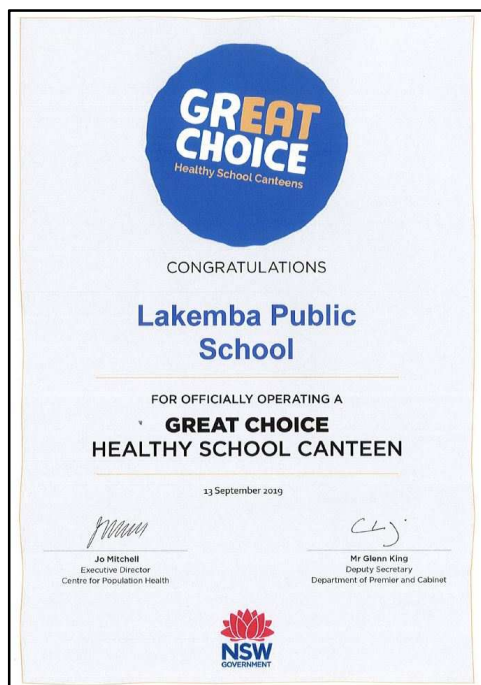 GREAT
CHOICE
Healthy School Canteens
CONGRATULATIONS
Lakemba Public
School
FOR OFFICIALLY OPERATING A
GREAT CHOICE
HEALTHY SCHOOL CANTEEN
13 September 2019
Jo Mitchell
Executive Director
Centre for Population Health
Mr Glenn King
Deputy Secretary
Department of Premier and Cabinet
NSW
GOVERNMENT